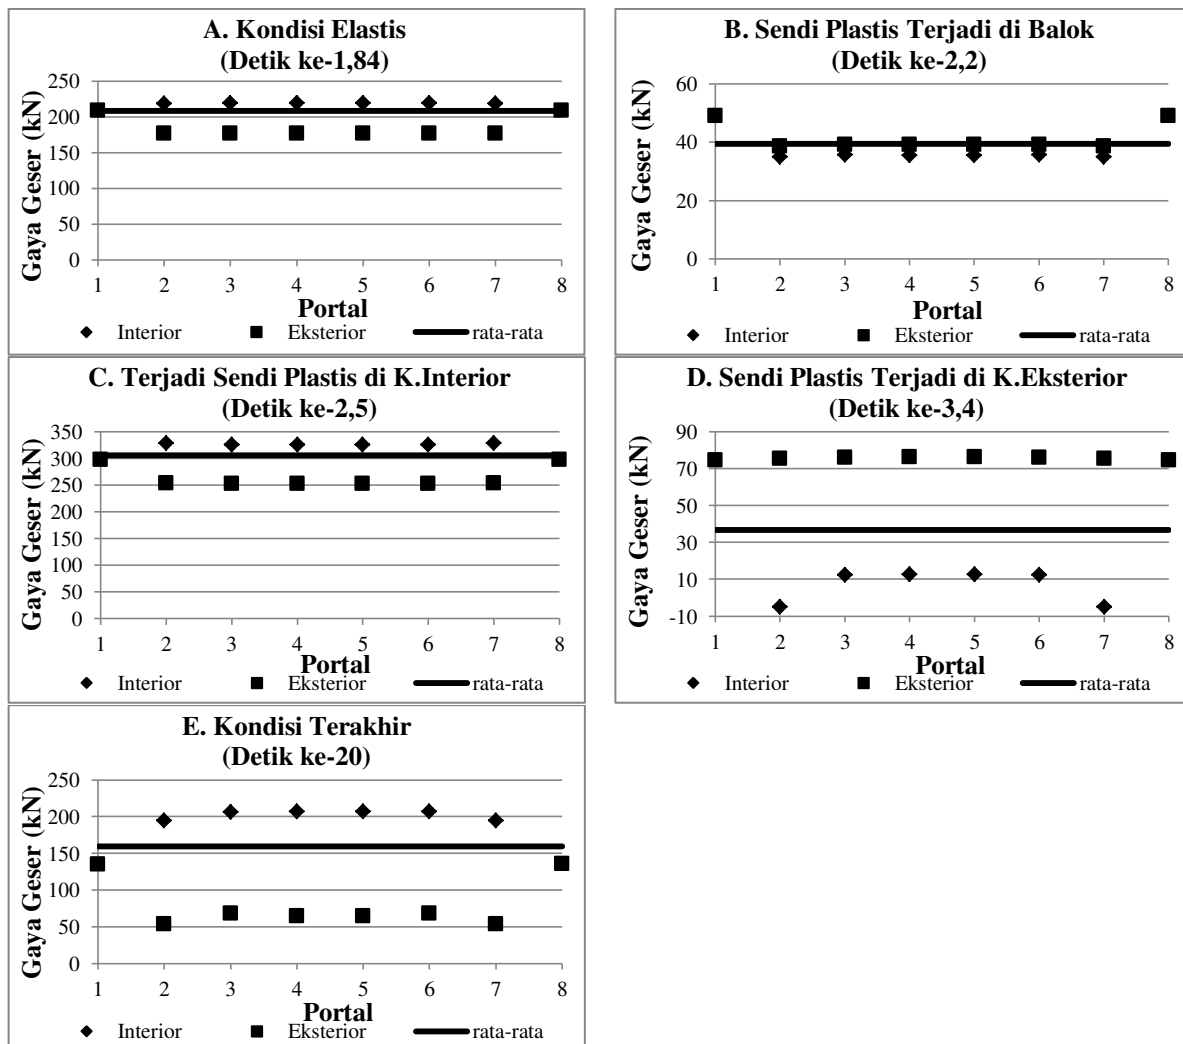 A. Kondisi Elastis
(Detik ke-1,84)
Gaya Geser (kN)
250
200
150
100
50
0
1 2 3 4 5 6 7 8
Portal
Interior Eksterior rata-rata
B. Sendi Plastis Terjadi di Balok
(Detik ke-2,2)
Gaya Geser (kN)
60
40
20
0
1 2 3 4 5 6 7 8
Portal
Interior Eksterior rata-rata
C. Terjadi Sendi Plastis di K.Interior
(Detik ke-2,5)
Gaya Geser (kN)
350
300
250
200
150
100
50
0
1 2 3 4 5 6 7 8
Portal
Interior Eksterior rata-rata
D. Sendi Plastis Terjadi di K.Eksterior
(Detik ke-3,4)
Gaya Geser (kN)
90
70
50
30
10
-10
1 2 3 4 5 6 7 8
Portal
Interior Eksterior rata-rata
E. Kondisi Terakhir
(Detik ke-20)
Gaya Geser (kN)
250
200
150
100
50
0
1 2 3 4 5 6 7 8
Portal
Interior Eksterior rata-rata